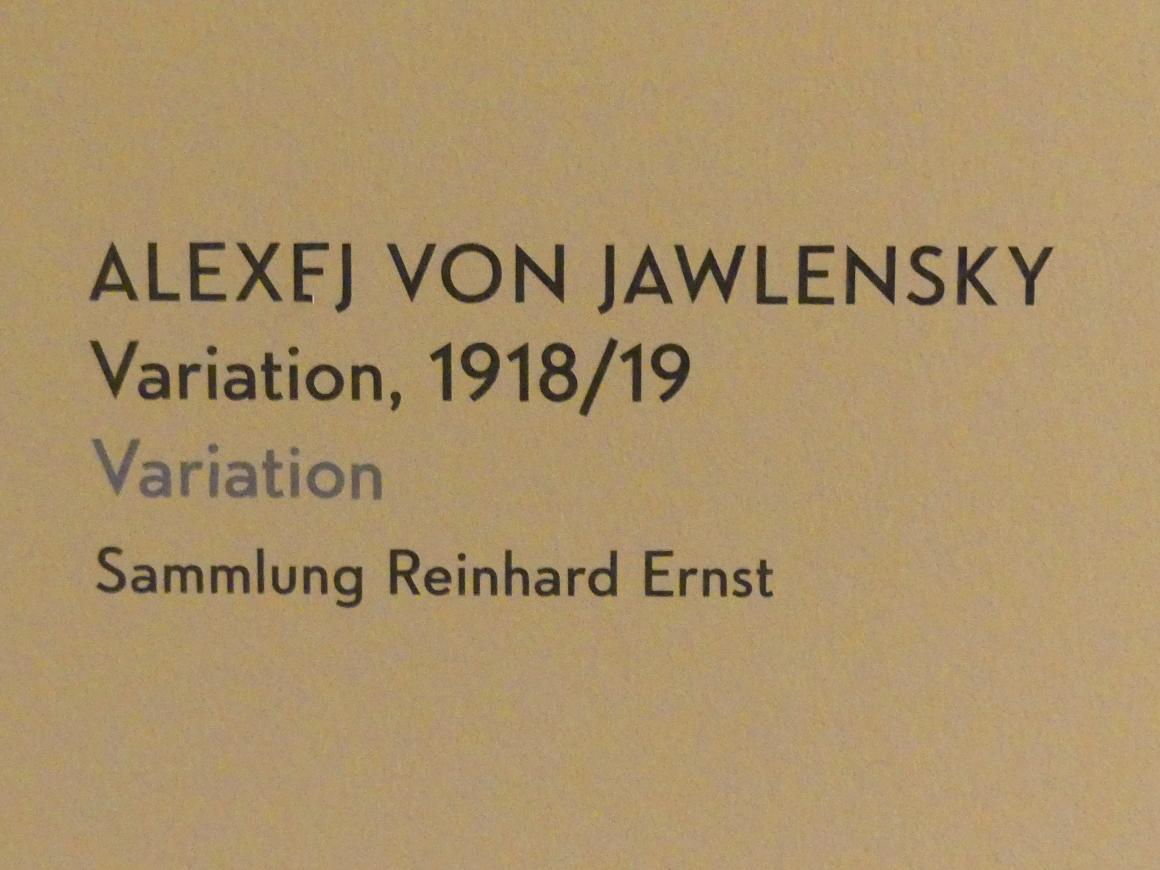 ALEXEJ VON JAWLENSKY
Variation, 1918/19
Variation
Sammlung Reinhard Ernst